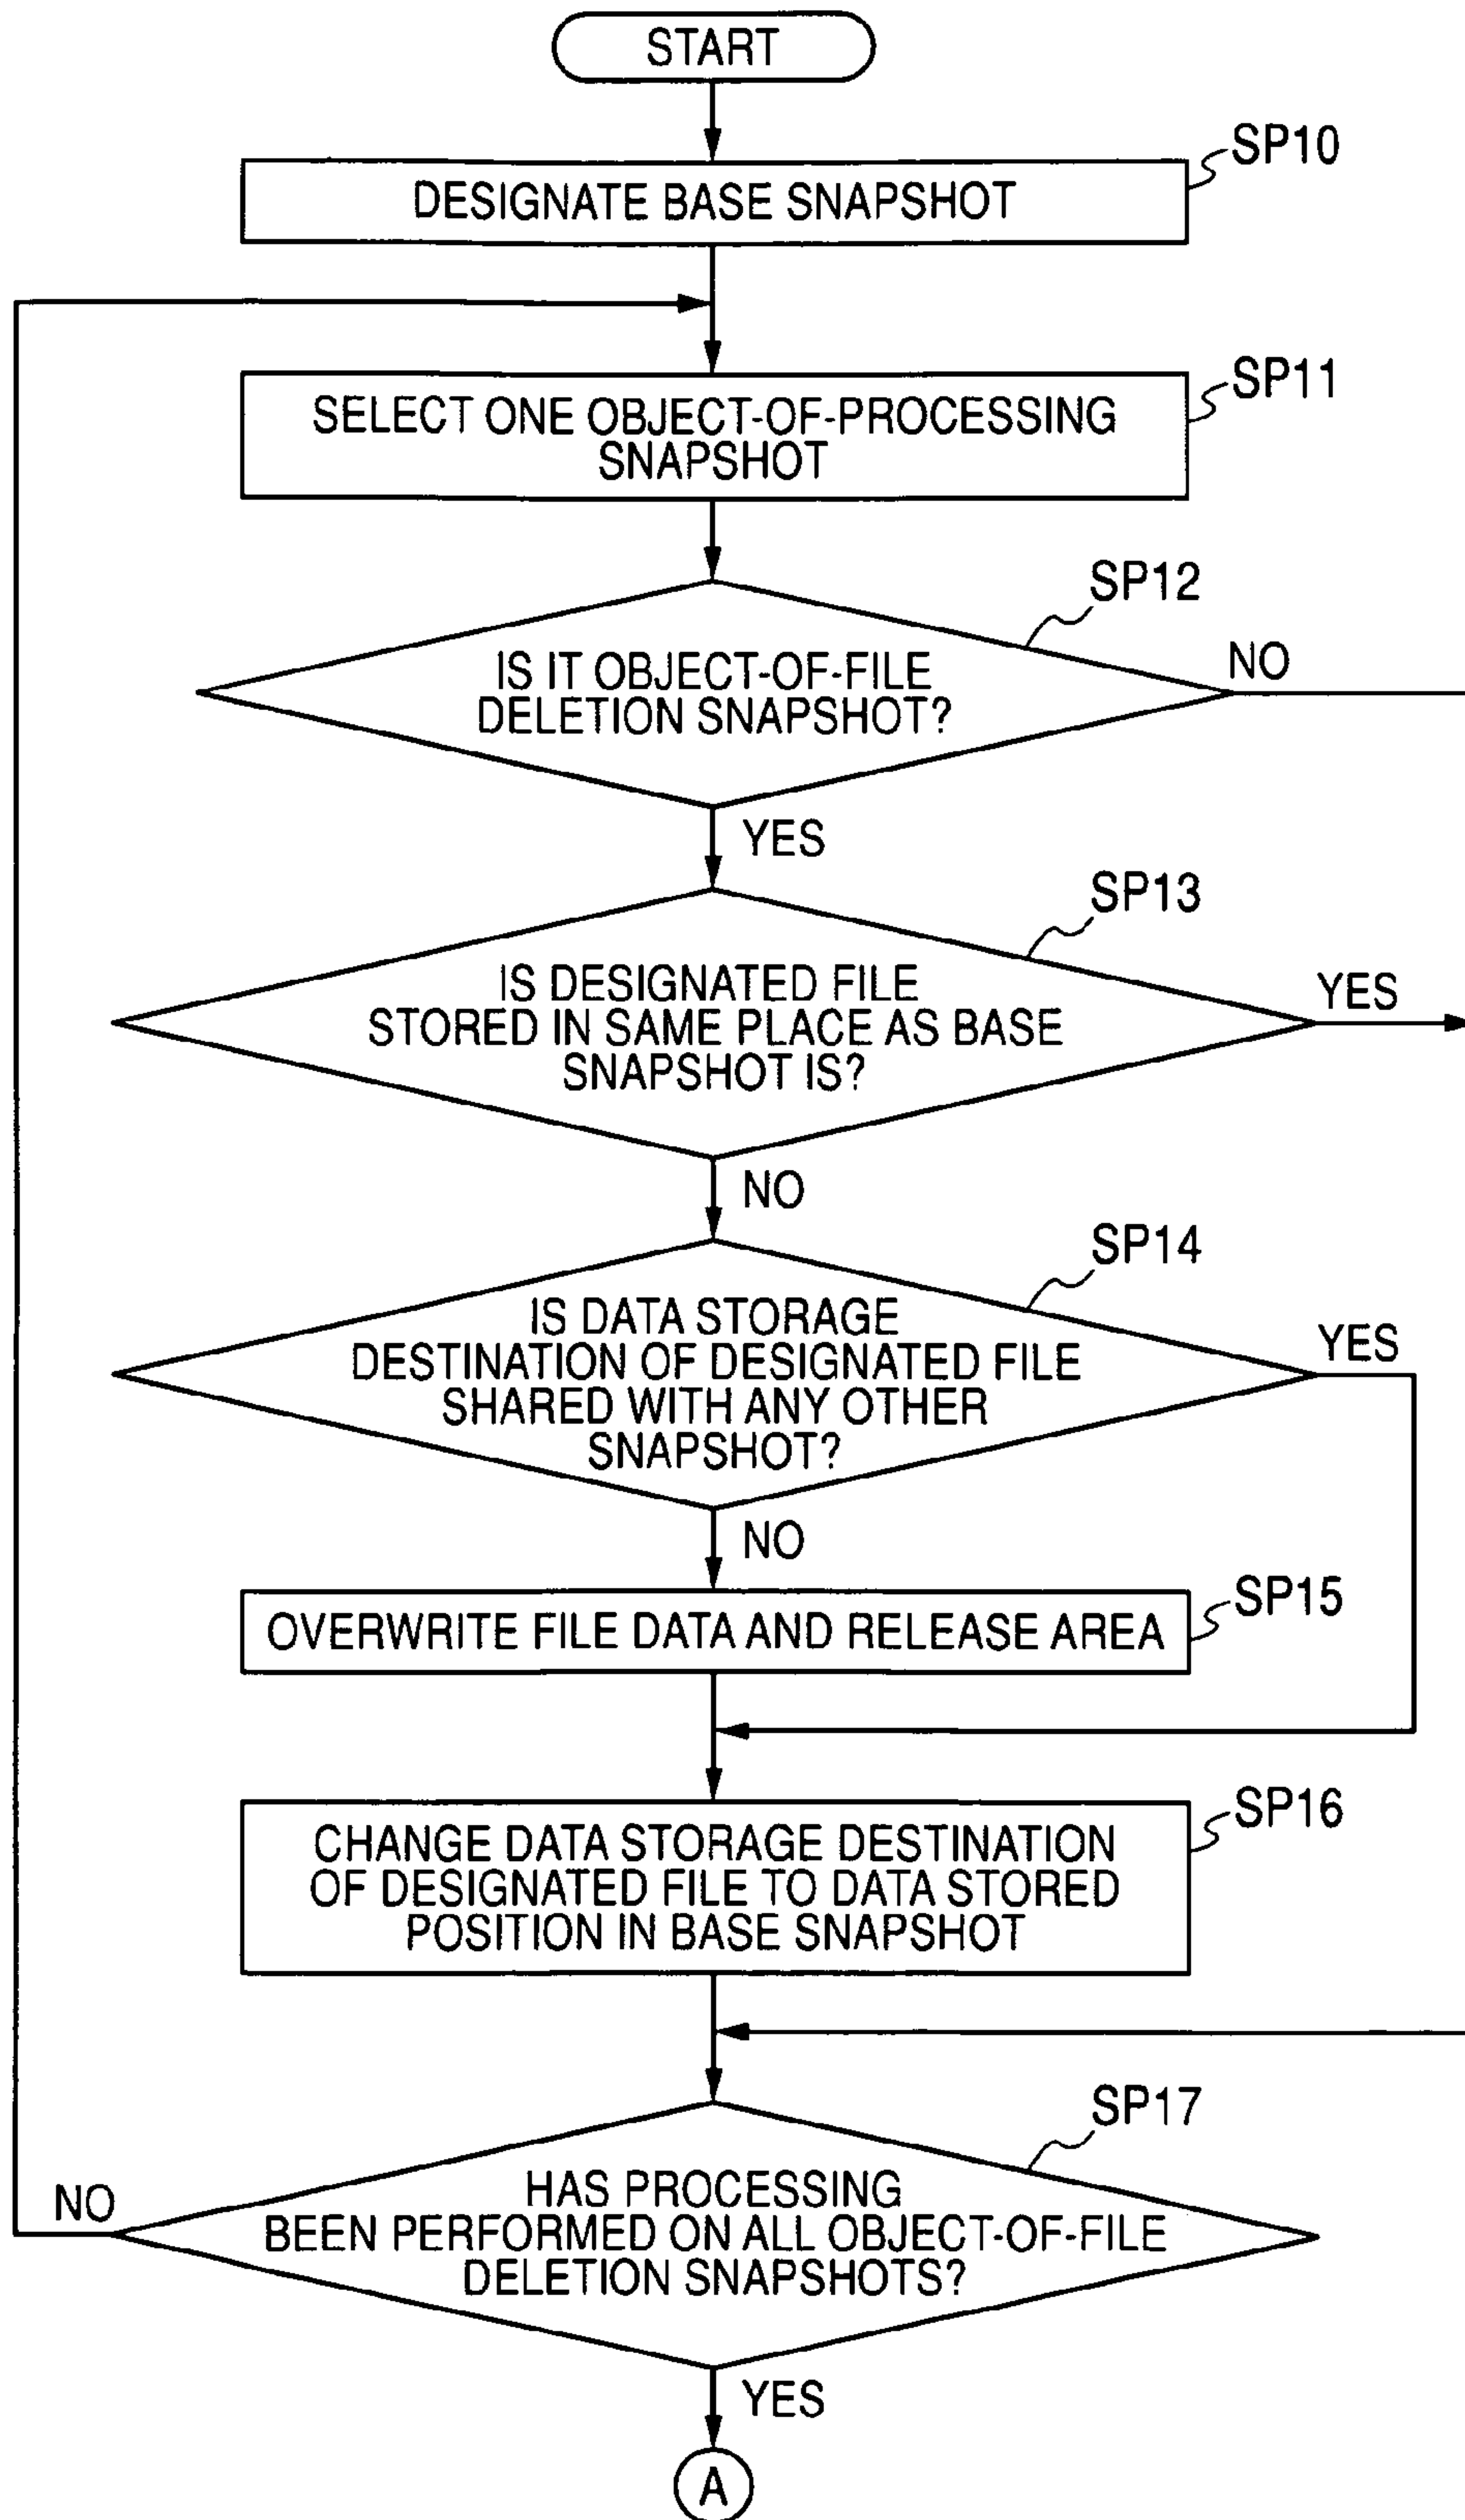 START
SP10
DESIGNATE BASE SNAPSHOT
SP11
SELECT ONE OBJECT-OF-PROCESSING
SNAPSHOT
SP12
IS IT OBJECT-OF-FILE
DELETION SNAPSHOT?
NO
YES
SP13
IS DESIGNATED FILE
STORED IN SAME PLACE AS BASE
SNAPSHOT IS?
YES
NO
SP14
IS DATA STORAGE
DESTINATION OF DESIGNATED FILE
SHARED WITH ANY OTHER
SNAPSHOT?
YES
NO
SP15
OVERWRITE FILE DATA AND RELEASE AREA
SP16
CHANGE DATA STORAGE DESTINATION
OF DESIGNATED FILE TO DATA STORED
POSITION IN BASE SNAPSHOT
SP17
HAS PROCESSING
BEEN PERFORMED ON ALL OBJECT-OF-FILE
DELETION SNAPSHOTS?
NO
YES
A